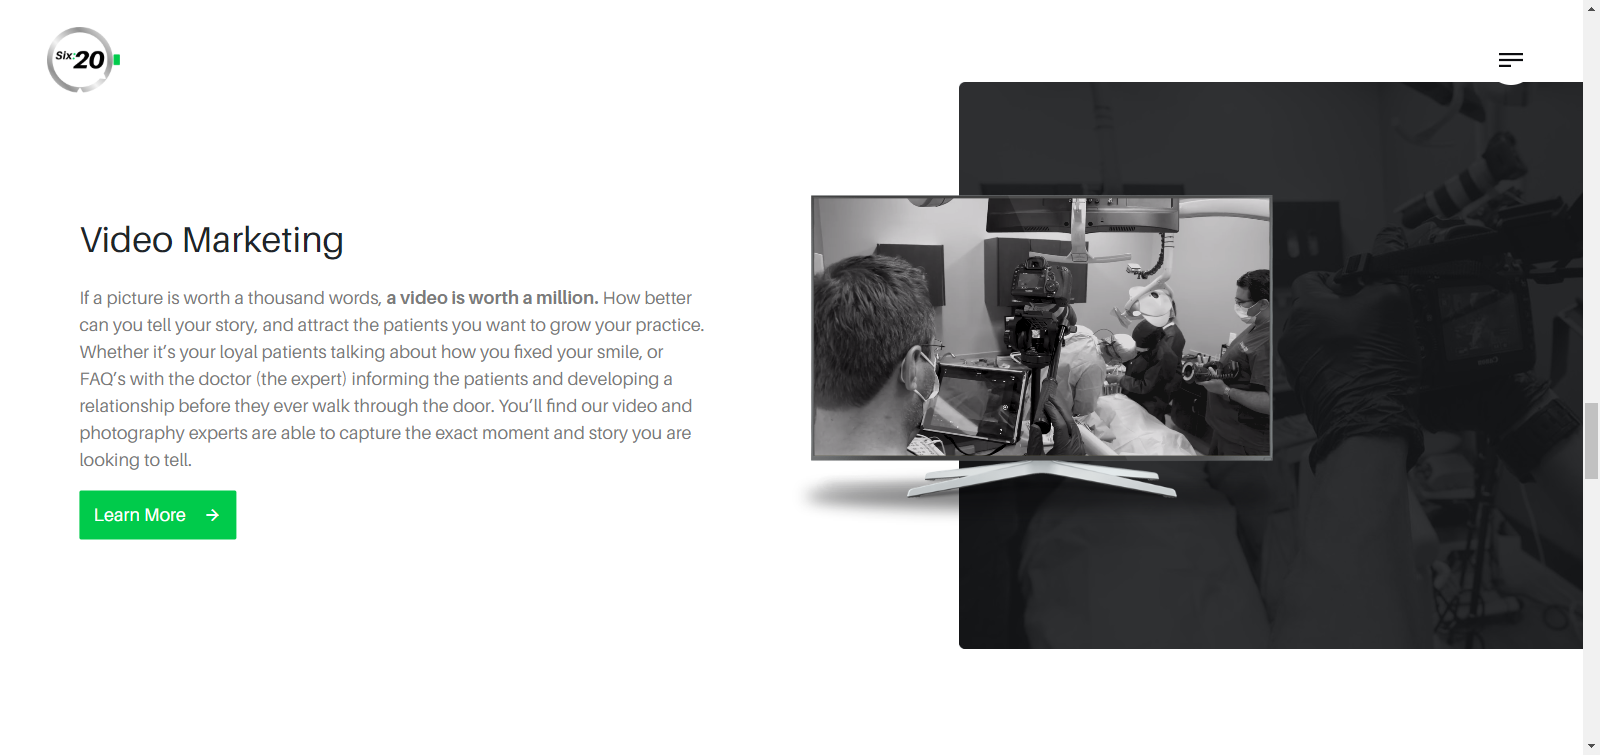 Six:20
Video Marketing
If a picture is worth a thousand words, a video is worth a million. How better
can you tell your story, and attract the patients you want to grow your practice.
Whether it’s your loyal patients talking about how you fixed your smile, or
FAQ’s with the doctor (the expert) informing the patients and developing a
relationship before they ever walk through the door. You’ll find our video and
photography experts are able to capture the exact moment and story you are
looking to tell.
Learn More